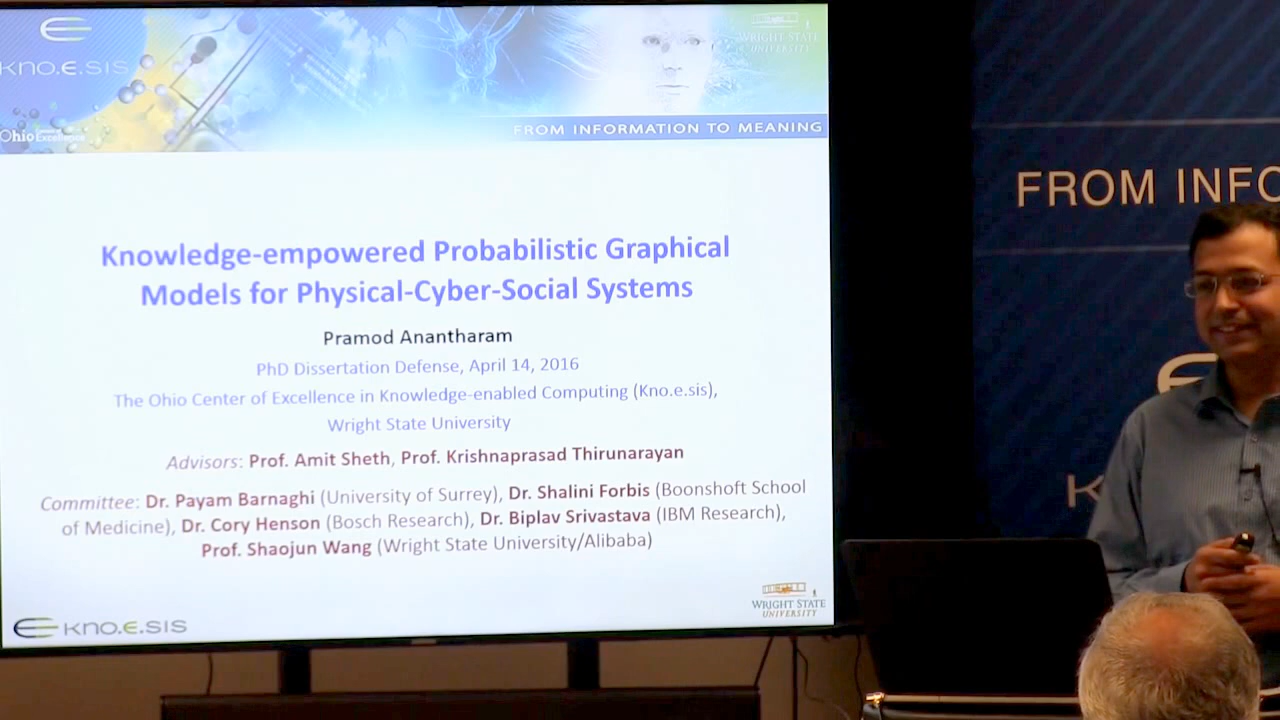 kno.e.sis
WRIGHT STATE
UNIVERSITY
Ohio
Excellence
FROM INFORMATION TO MEANING
FROM INFO
Knowledge-empowered Probabilistic Graphical
Models for Physical-Cyber-Social Systems
Pramod Anantharam
PhD Dissertation Defense, April 14, 2016
The Ohio Center of Excellence in Knowledge-enabled Computing (Kno.e.sis),
Wright State University
Advisors: Prof. Amit Sheth, Prof. Krishnaprasad Thirunarayan
Committee: Dr. Payam Barnaghi (University of Surrey), Dr. Shalini Forbis (Boonshoft School
of Medicine), Dr. Cory Henson (Bosch Research), Dr. Biplav Srivastava (IBM Research),
Prof. Shaojun Wang (Wright State University/Alibaba)
K
kno.e.sis
WRIGHT STATE
UNIVERSITY